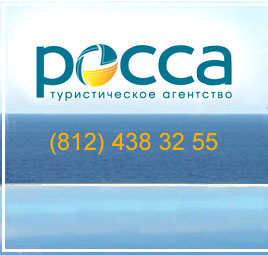 росса
туристическое агентство
(812) 438 32 55